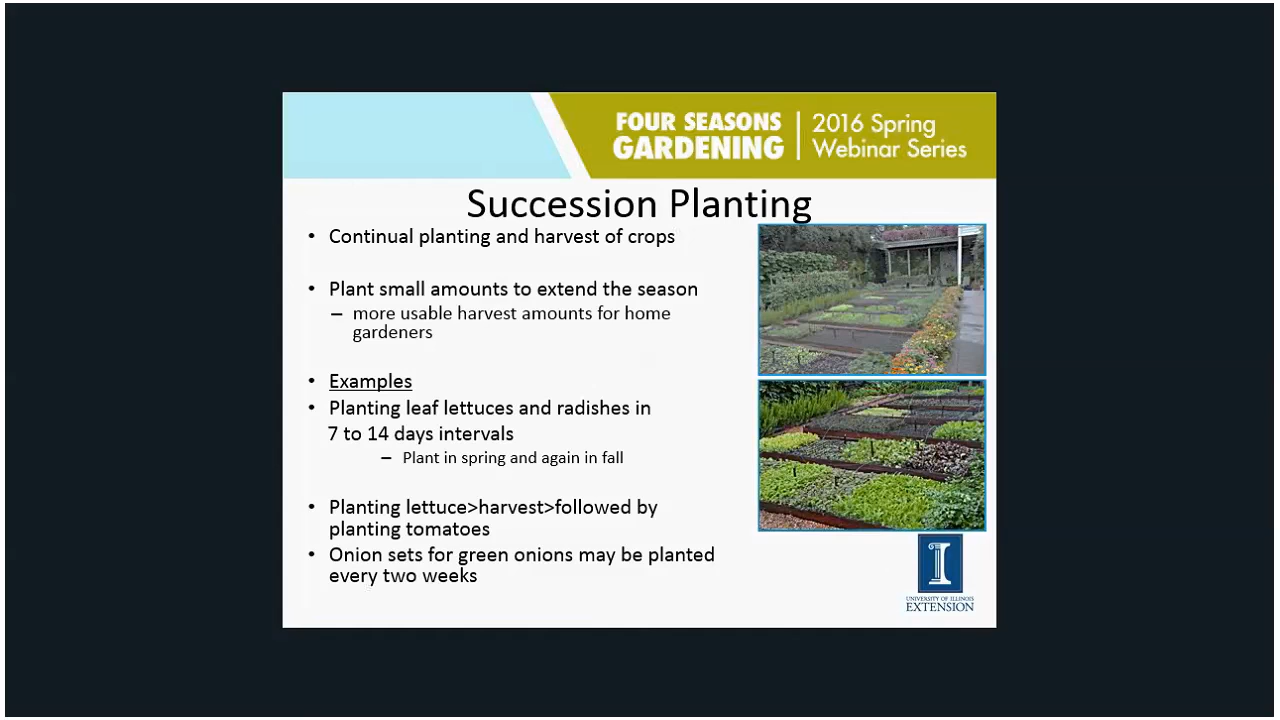 FOUR SEASONS
GARDENING
2016 Spring
Webinar Series
Succession Planting
• Continual planting and harvest of crops
• Plant small amounts to extend the season
– more usable harvest amounts for home
gardeners
• Examples
• Planting leaf lettuces and radishes in
7 to 14 days intervals
– Plant in spring and again in fall
• Planting lettuce>harvest>followed by
planting tomatoes
• Onion sets for green onions may be planted
every two weeks
I
UNIVERSITY OF ILLINOIS
EXTENSION